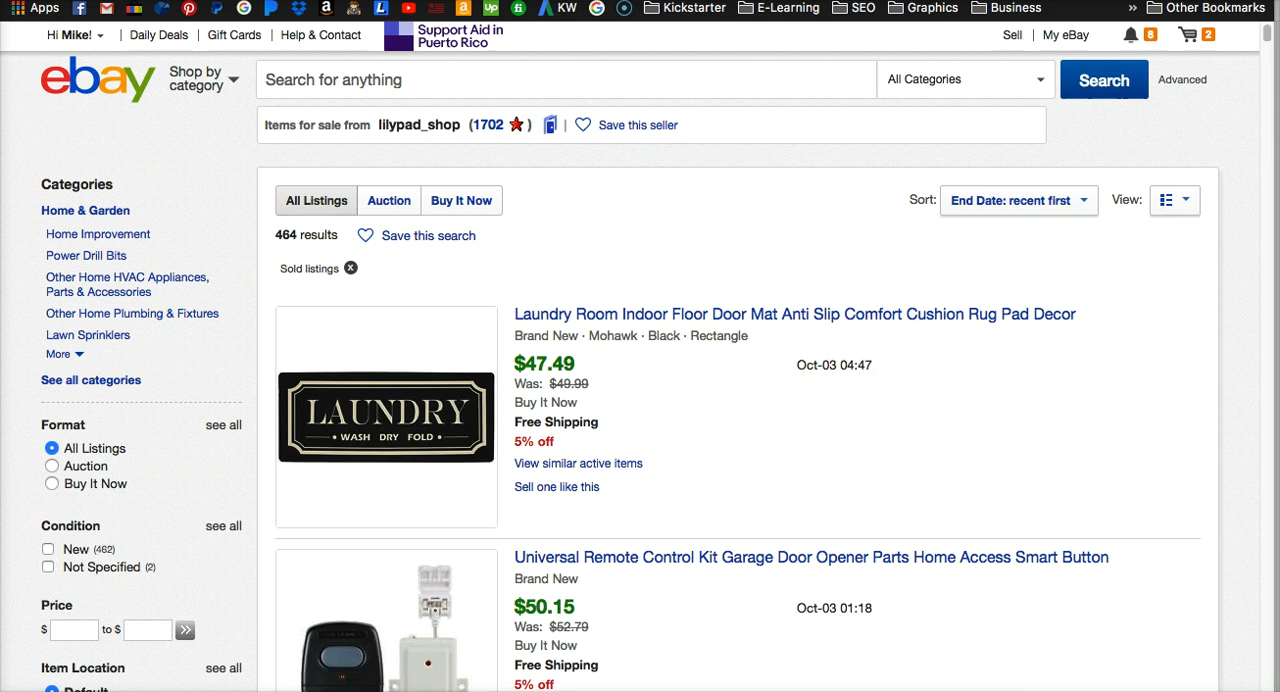 Apps
KW
Kickstarter
E-Learning
SEO
Graphics
Business
»
Other Bookmarks
Hi Mike!
Daily Deals
Gift Cards
Help & Contact
Support Aid in
Puerto Rico
Sell
My eBay
8
2
ebay
Shop by
category
Search for anything
All Categories
Search
Advanced
Items for sale from lilypad_shop (1702 )
Save this seller
Categories
Home & Garden
Home Improvement
Power Drill Bits
Other Home HVAC Appliances,
Parts & Accessories
Other Home Plumbing & Fixtures
Lawn Sprinklers
More
See all categories
Format see all
All Listings
Auction
Buy It Now
Condition see all
New (462)
Not Specified (2)
Price
$ to $
Item Location see all
Default
All Listings
Auction
Buy It Now
Sort: End Date: recent first
View:
464 results
Save this search
Sold listings
LAUNDRY
• WASH DRY FOLD •
Laundry Room Indoor Floor Door Mat Anti Slip Comfort Cushion Rug Pad Decor
Brand New · Mohawk · Black · Rectangle
$47.49
Oct-03 04:47
Was: $49.99
Buy It Now
Free Shipping
5% off
View similar active items
Sell one like this
Universal Remote Control Kit Garage Door Opener Parts Home Access Smart Button
Brand New
$50.15
Oct-03 01:18
Was: $52.79
Buy It Now
Free Shipping
5% off